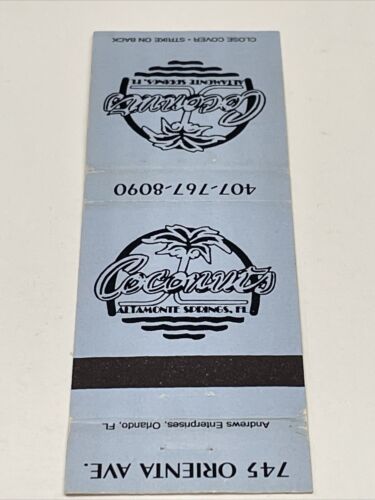 CLOSE COVER • STRIKE ON BACK
Coconuts
ALTAMONTE SPRINGS, FL
407-767-8090
Coconuts
ALTAMONTE SPRINGS, FL
Andrews Enterprises, Orlando, FL
745 ORIENTA AVE.